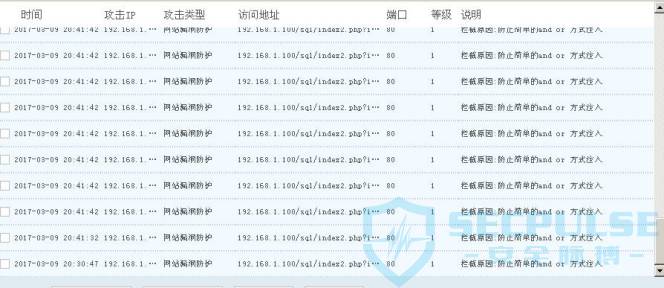 时间 攻击IP 攻击类型 访问地址 端口 等级 说明
2017-03-09 20:41:42 192.168.1. ... 网站漏洞防护 192.168.1.100/sql/index2.php?i... 80 1 拦截原因:防止简单的and or 方式注入
2017-03-09 20:41:42 192.168.1. ... 网站漏洞防护 192.168.1.100/sql/index2.php?i... 80 1 拦截原因:防止简单的and or 方式注入
2017-03-09 20:41:42 192.168.1. ... 网站漏洞防护 192.168.1.100/sql/index2.php?i... 80 1 拦截原因:防止简单的and or 方式注入
2017-03-09 20:41:42 192.168.1. ... 网站漏洞防护 192.168.1.100/sql/index2.php?i... 80 1 拦截原因:防止简单的and or 方式注入
2017-03-09 20:41:42 192.168.1. ... 网站漏洞防护 192.168.1.100/sql/index2.php?i... 80 1 拦截原因:防止简单的and or 方式注入
2017-03-09 20:41:42 192.168.1. ... 网站漏洞防护 192.168.1.100/sql/index2.php?i... 80 1 拦截原因:防止简单的and or 方式注入
2017-03-09 20:41:42 192.168.1. ... 网站漏洞防护 192.168.1.100/sql/index2.php?i... 80 1 拦截原因:防止简单的and or 方式注入
2017-03-09 20:41:42 192.168.1. ... 网站漏洞防护 192.168.1.100/sql/index2.php?i... 80 1 拦截原因:防止简单的and or 方式注入
2017-03-09 20:41:32 192.168.1. ... 网站漏洞防护 192.168.1.100/sql/index2.php?i... 80 1 拦截原因:防止简单的and or 方式注入
2017-03-09 20:30:47 192.168.1. ... 网站漏洞防护 192.168.1.100/sql/index2.php?i... 80 1 拦截原因:防止简单的and or 方式注入
SECPULSE
-安全脉搏-